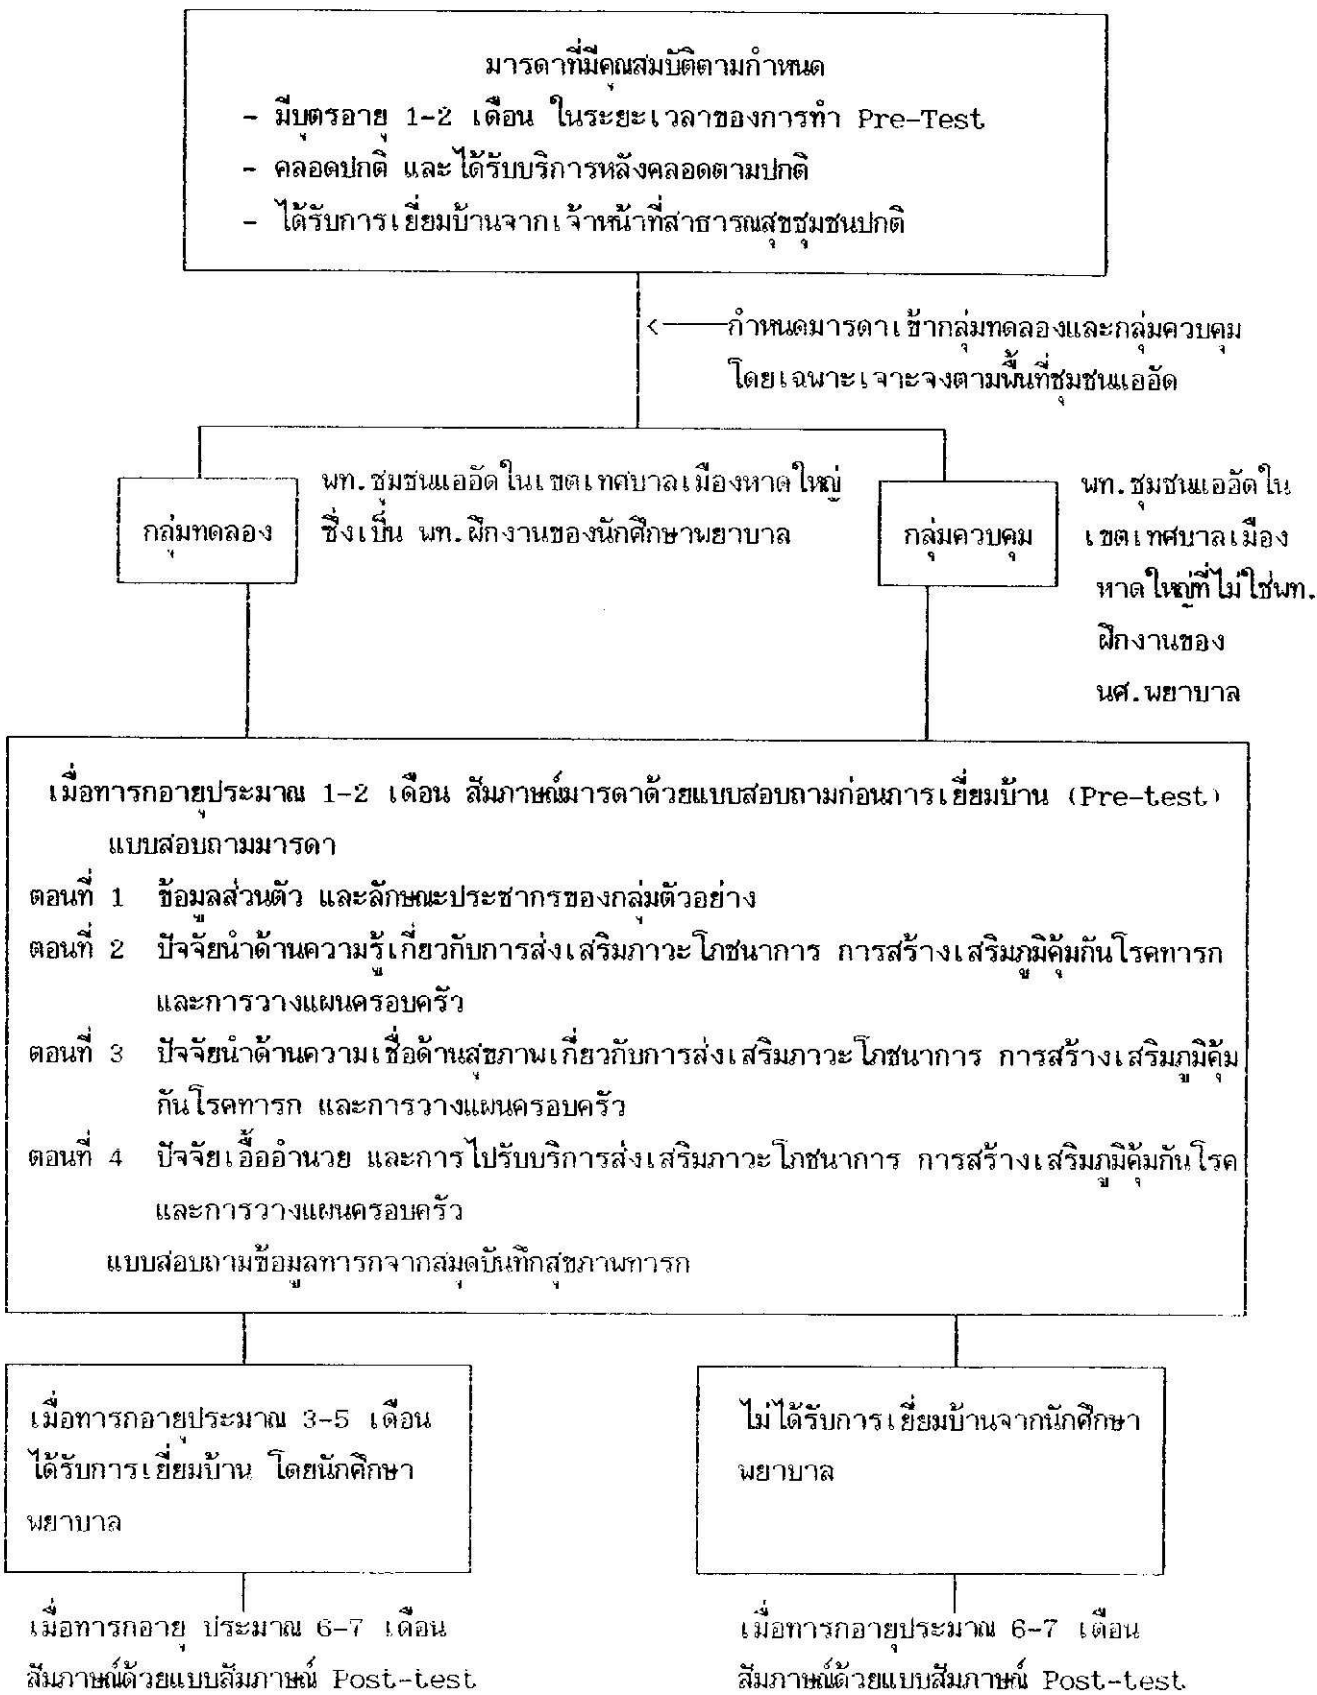 มารดาที่มีคุณสมบัติตามกำหนด
- มีบุตรอายุ 1-2 เดือน ในระยะเวลาของการทำ Pre-Test
- คลอดปกติ และได้รับบริการหลังคลอดตามปกติ
- ได้รับการเยี่ยมบ้านจากเจ้าหน้าที่สาธารณสุขชุมชนปกติ
<——กำหนดมารดาเข้ากลุ่มทดลองและกลุ่มควบคุม
โดยเฉพาะเจาะจงตามพื้นที่ชุมชนแออัด
กลุ่มทดลอง
พท.ชุมชนแออัดในเขตเทศบาลเมืองหาดใหญ่
ซึ่งเป็น พท.ฝึกงานของนักศึกษาพยาบาล
กลุ่มควบคุม
พท.ชุมชนแออัดใน
เขตเทศบาลเมือง
หาดใหญ่ที่ไม่ใช่พท.
ฝึกงานของ
นศ.พยาบาล
เมื่อทารกอายุประมาณ 1-2 เดือน สัมภาษณ์มารดาด้วยแบบสอบถามก่อนการเยี่ยมบ้าน (Pre-test)
แบบสอบถามมารดา
ตอนที่ 1 ข้อมูลส่วนตัว และลักษณะประชากรของกลุ่มตัวอย่าง
ตอนที่ 2 ปัจจัยนำด้านความรู้เกี่ยวกับการส่งเสริมภาวะโภชนาการ การสร้างเสริมภูมิคุ้มกันโรคทารก
และการวางแผนครอบครัว
ตอนที่ 3 ปัจจัยนำด้านความเชื่อด้านสุขภาพเกี่ยวกับการส่งเสริมภาวะโภชนาการ การสร้างเสริมภูมิคุ้ม
กันโรคทารก และการวางแผนครอบครัว
ตอนที่ 4 ปัจจัยเอื้ออำนวย และการไปรับบริการส่งเสริมภาวะโภชนาการ การสร้างเสริมภูมิคุ้มกันโรค
และการวางแผนครอบครัว
แบบสอบถามข้อมูลทารกจากสมุดบันทึกสุขภาพทารก
เมื่อทารกอายุประมาณ 3-5 เดือน
ได้รับการเยี่ยมบ้าน โดยนักศึกษา
พยาบาล
ไม่ได้รับการเยี่ยมบ้านจากนักศึกษา
พยาบาล
เมื่อทารกอายุ ประมาณ 6-7 เดือน
สัมภาษณ์ด้วยแบบสัมภาษณ์ Post-test
เมื่อทารกอายุประมาณ 6-7 เดือน
สัมภาษณ์ด้วยแบบสัมภาษณ์ Post-test